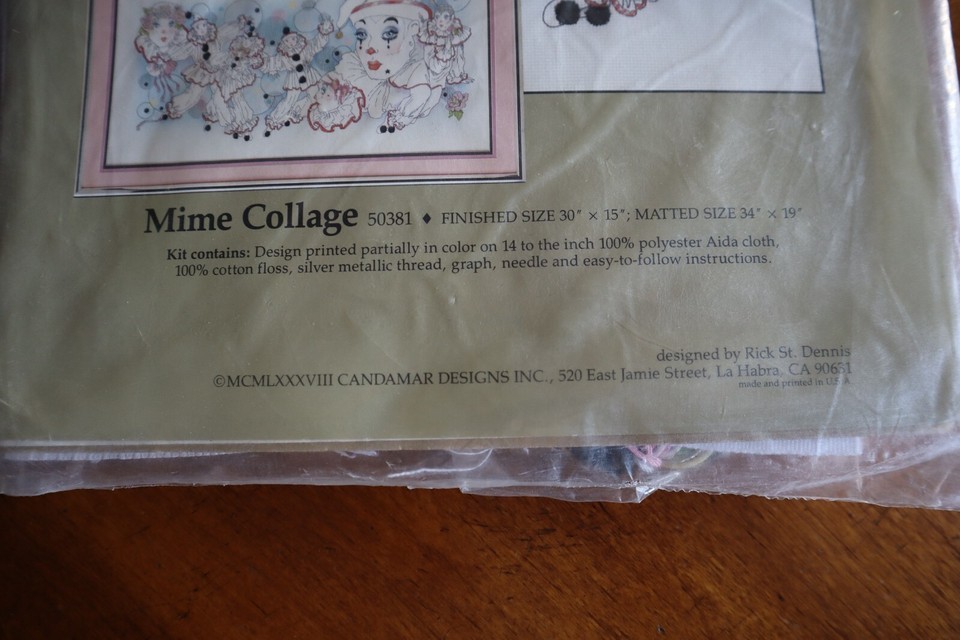 Mime Collage 50381 ♦ FINISHED SIZE 30" × 15"; MATTED SIZE 34" × 19"
Kit contains: Design printed partially in color on 14 to the inch 100% polyester Aida cloth,
100% cotton floss, silver metallic thread, graph, needle and easy-to-follow instructions.
designed by Rick St. Dennis
©MCMLXXXVIII CANDAMAR DESIGNS INC., 520 East Jamie Street, La Habra, CA 90631
made and printed in U.S.A.